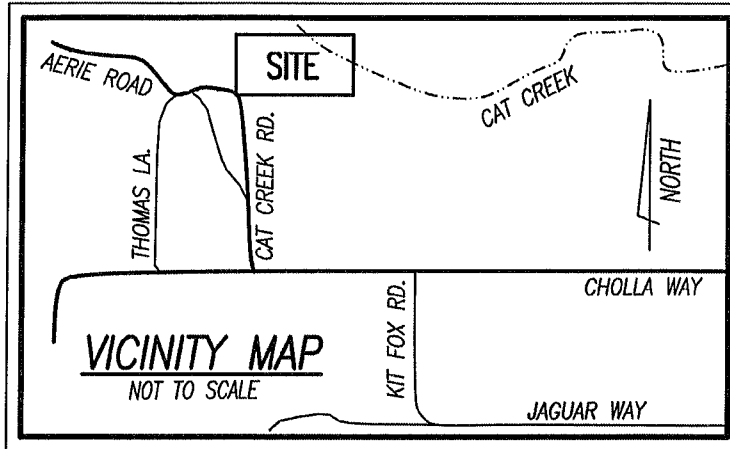 AERIE ROAD
SITE
CAT CREEK
THOMAS LA.
CAT CREEK RD.
NORTH
CHOLLA WAY
KIT FOX RD.
VICINITY MAP
NOT TO SCALE
JAGUAR WAY